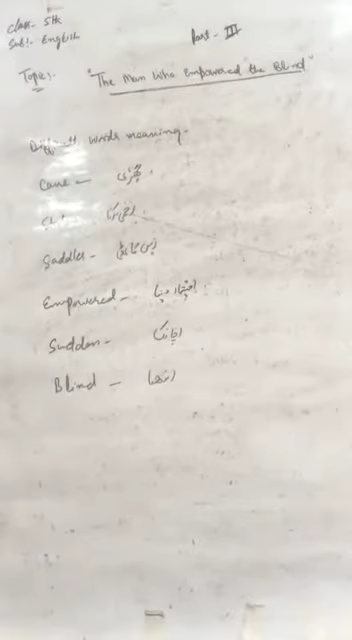 Class- 5th
Sub:- English
Part - III
Topic:- "The Man Who Empowered the Blind"
Difficult words meaning-
Cane - چھڑی
Saddler -
Empowered - اختیار دینا
Sudden - اچانک
Blind - اندھا